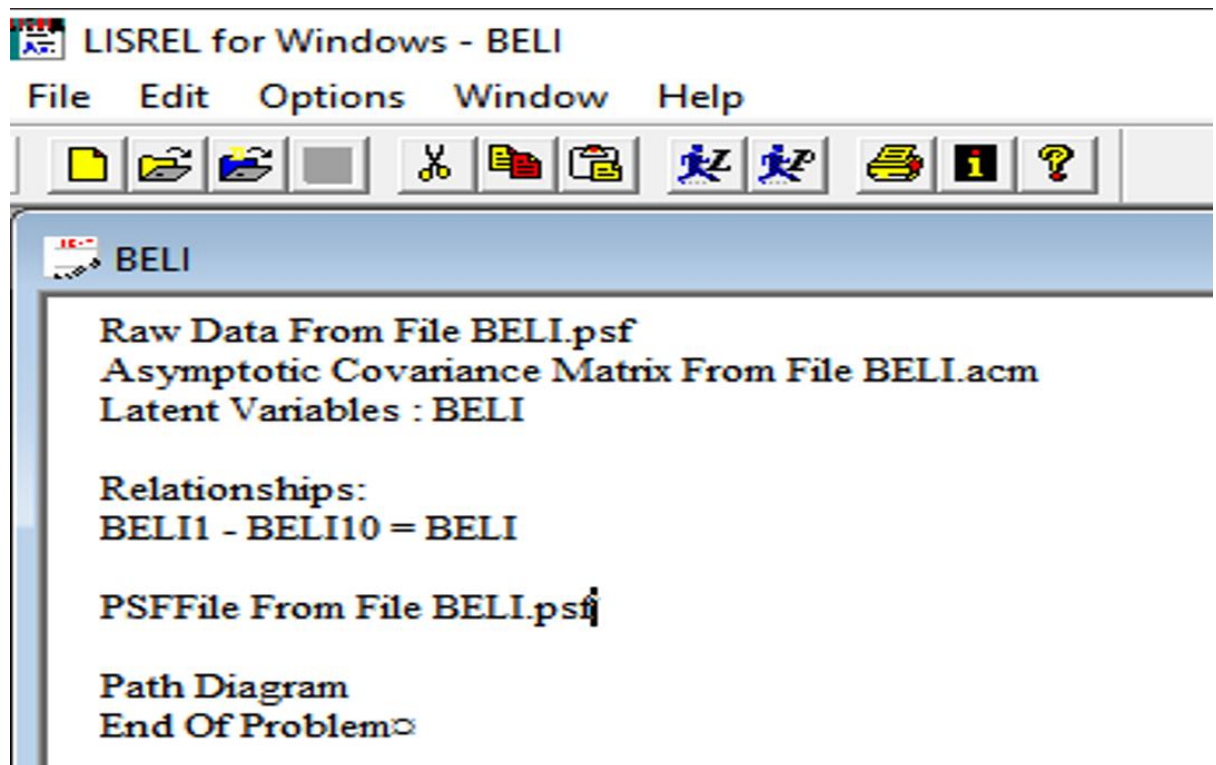 LISREL for Windows - BELI
File Edit Options Window Help
BELI
Raw Data From File BELI.psf
Asymptotic Covariance Matrix From File BELI.acm
Latent Variables : BELI
Relationships:
BELI1 - BELI10 = BELI
PSFFile From File BELI.psf
Path Diagram
End Of Problem¤